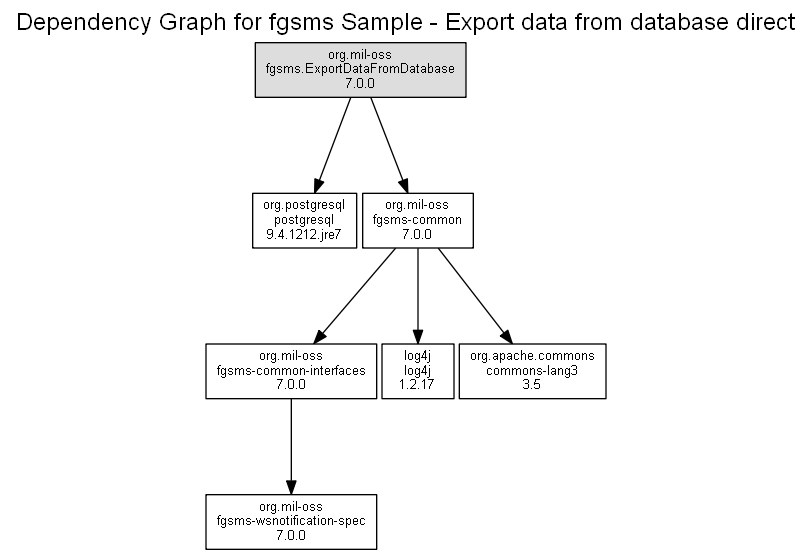 Dependency Graph for fgsms Sample - Export data from database direct
org.mil-oss
fgsms.ExportDataFromDatabase
7.0.0
org.postgresql
postgresql
9.4.1212.jre7
org.mil-oss
fgsms-common
7.0.0
org.mil-oss
fgsms-common-interfaces
7.0.0
log4j
log4j
1.2.17
org.apache.commons
commons-lang3
3.5
org.mil-oss
fgsms-wsnotification-spec
7.0.0